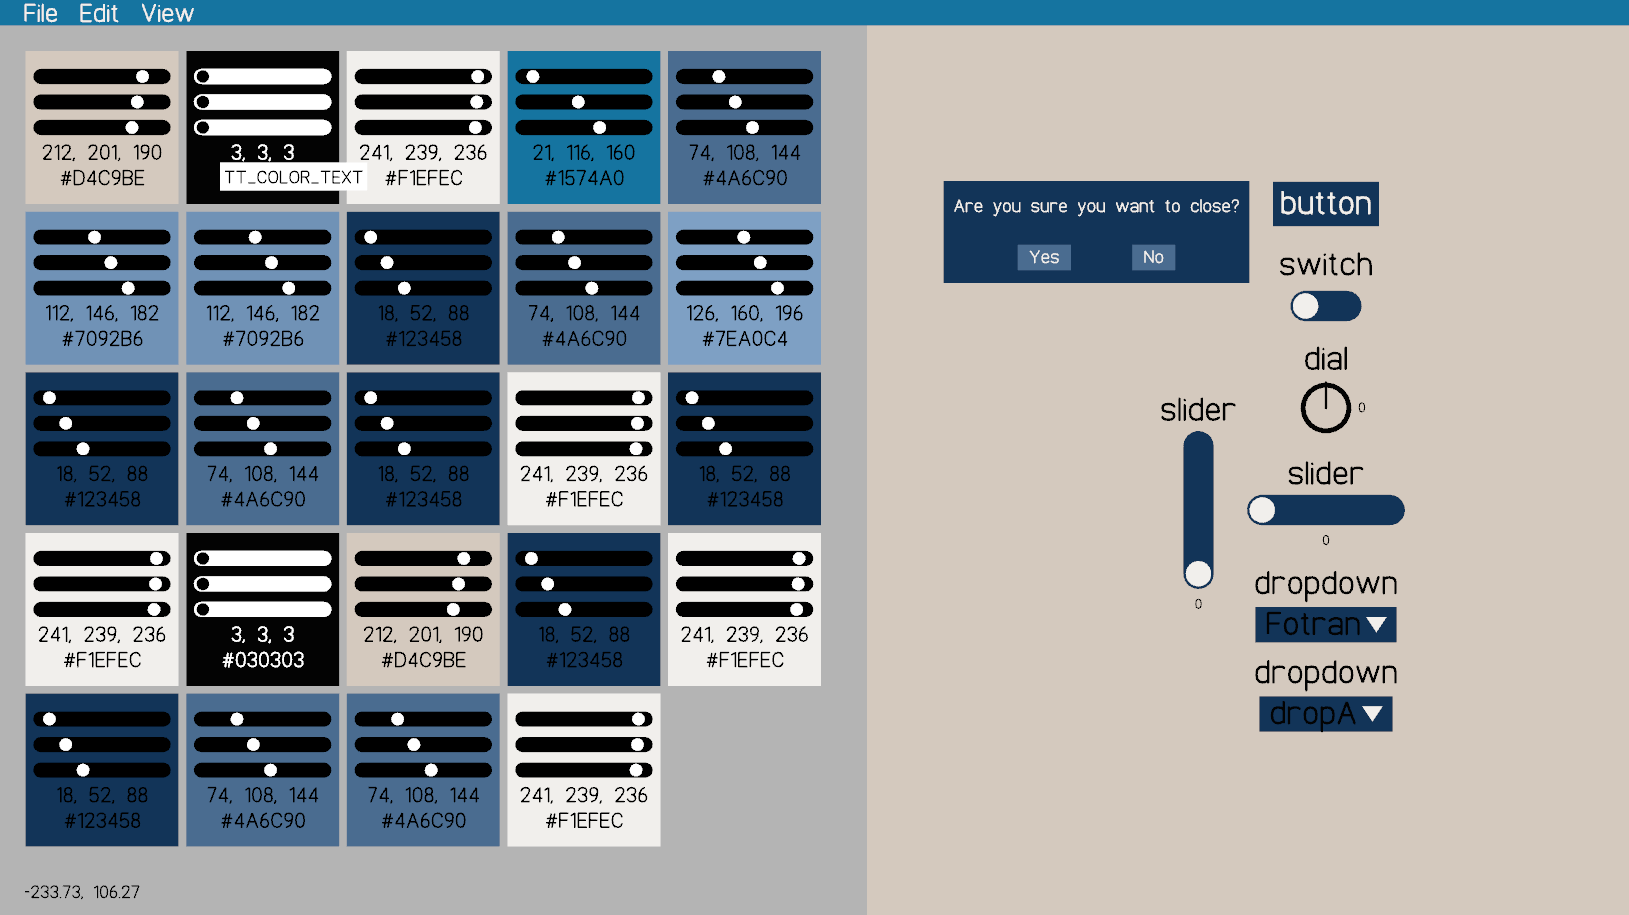 File Edit View
212, 201, 190
#D4C9BE
3, 3, 3
TT_COLOR_TEXT
241, 239, 236
#F1EFEC
21, 116, 160
#1574A0
74, 108, 144
#4A6C90
112, 146, 182
#7092B6
112, 146, 182
#7092B6
18, 52, 88
#123458
74, 108, 144
#4A6C90
126, 160, 196
#7EA0C4
18, 52, 88
#123458
74, 108, 144
#4A6C90
18, 52, 88
#123458
241, 239, 236
#F1EFEC
18, 52, 88
#123458
241, 239, 236
#F1EFEC
3, 3, 3
#030303
212, 201, 190
#D4C9BE
18, 52, 88
#123458
241, 239, 236
#F1EFEC
18, 52, 88
#123458
74, 108, 144
#4A6C90
74, 108, 144
#4A6C90
241, 239, 236
#F1EFEC
-233.73, 106.27
Are you sure you want to close?
Yes No
button
switch
dial
0
slider
0
slider
0
dropdown
Fotran
dropdown
dropA